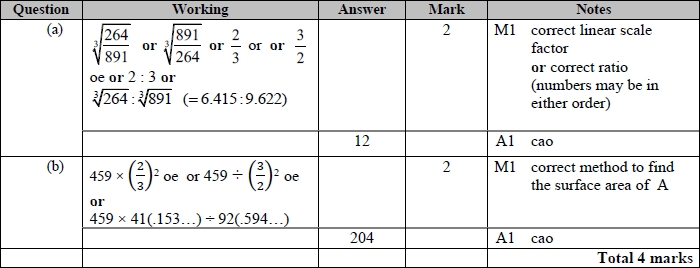 Question Working Answer Mark Notes
(a) ∛(264/891) or ∛(891/264) or 2/3 or or 3/2 2 M1 correct linear scale
factor
oe or 2 : 3 or or correct ratio
∛264 : ∛891 (= 6.415 : 9.622) (numbers may be in
either order)
12 A1 cao
(b) 459 × (2/3)² oe or 459 ÷ (3/2)² oe 2 M1 correct method to find
the surface area of A
or
459 × 41(.153…) ÷ 92(.594…)
204 A1 cao
Total 4 marks